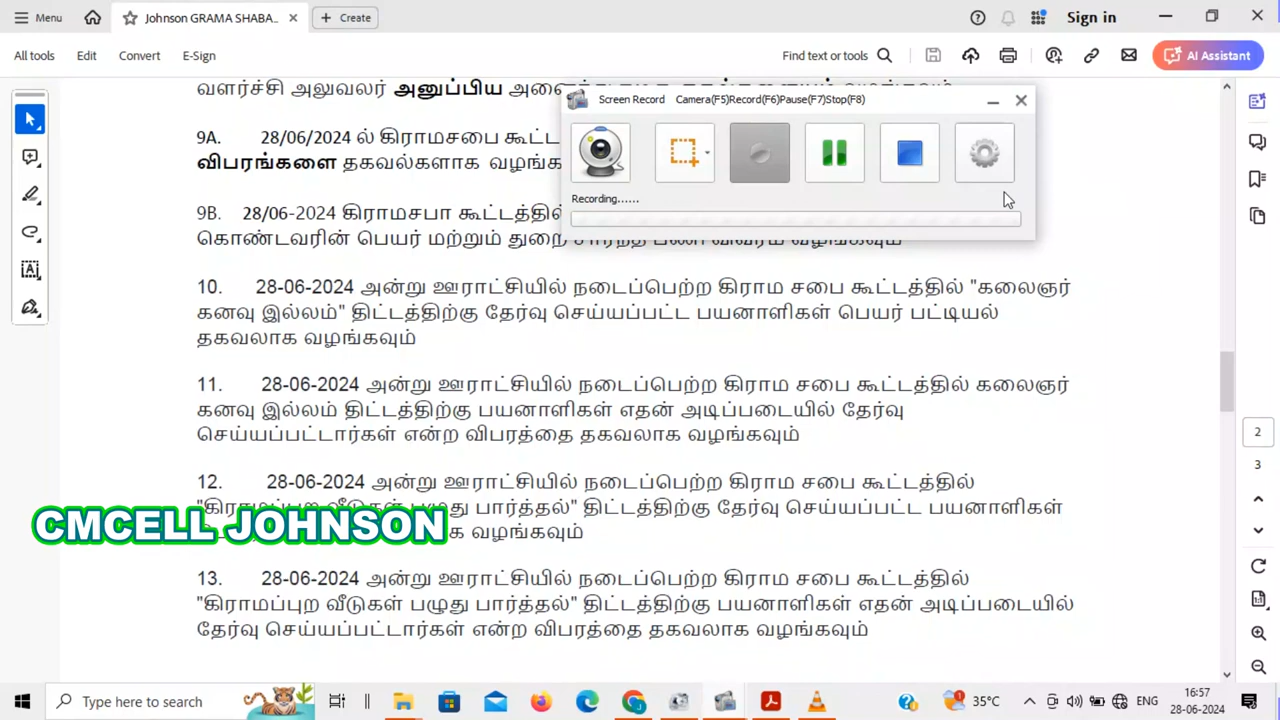 Menu
Johnson GRAMA SHABA...
Create
Sign in
All tools
Edit
Convert
E-Sign
Find text or tools
AI Assistant
வளர்ச்சி அலுவலர் அனுப்பிய
Screen Record Camera(F5)Record(F6)Pause(F7)Stop(F8)
9A. 28/06/2024 ல் கிராமசபை கூட்ட
விபரங்களை தகவல்களாக வழங்க
Recording......
9B. 28/06-2024 கிராமசபா கூட்டத்தில்
கொண்டவரின் பெயர் மற்றும் துறை சார்ந்த பணி விவரம் வழங்கவும்
10. 28-06-2024 அன்று ஊராட்சியில் நடைப்பெற்ற கிராம சபை கூட்டத்தில் "கலைஞர்
கனவு இல்லம்" திட்டத்திற்கு தேர்வு செய்யப்பட்ட பயனாளிகள் பெயர் பட்டியல்
தகவலாக வழங்கவும்
11. 28-06-2024 அன்று ஊராட்சியில் நடைப்பெற்ற கிராம சபை கூட்டத்தில் கலைஞர்
கனவு இல்லம் திட்டத்திற்கு பயனாளிகள் எதன் அடிப்படையில் தேர்வு
செய்யப்பட்டார்கள் என்ற விபரத்தை தகவலாக வழங்கவும்
12. 28-06-2024 அன்று ஊராட்சியில் நடைப்பெற்ற கிராம சபை கூட்டத்தில்
"கிராமப்புற வீடுகள் பழுது பார்த்தல்" திட்டத்திற்கு தேர்வு செய்யப்பட்ட பயனாளிகள்
வழங்கவும்
CMCELL JOHNSON
13. 28-06-2024 அன்று ஊராட்சியில் நடைப்பெற்ற கிராம சபை கூட்டத்தில்
"கிராமப்புற வீடுகள் பழுது பார்த்தல்" திட்டத்திற்கு பயனாளிகள் எதன் அடிப்படையில்
தேர்வு செய்யப்பட்டார்கள் என்ற விபரத்தை தகவலாக வழங்கவும்
2
3
Type here to search
35°C
ENG
16:57
28-06-2024